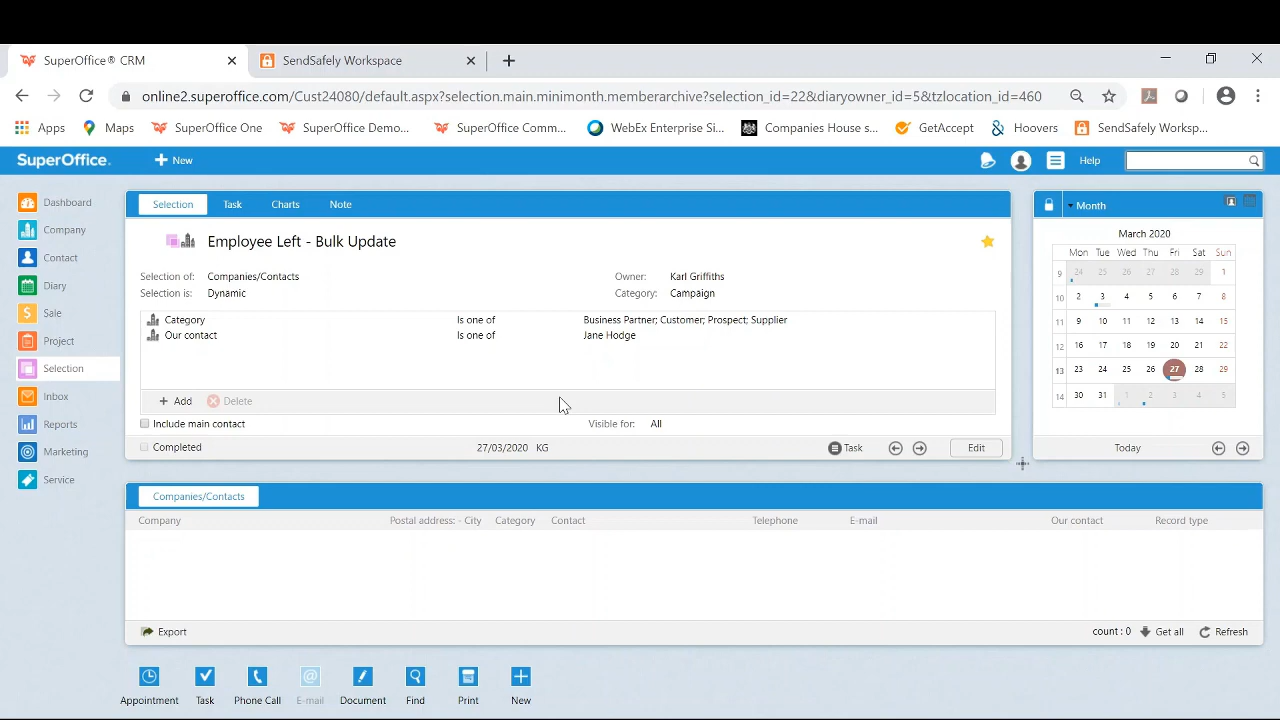 SuperOffice® CRM
SendSafely Workspace
online2.superoffice.com/Cust24080/default.aspx?selection.main.minimonth.memberarchive?selection_id=22&diaryowner_id=5&tzlocation_id=460
Apps Maps SuperOffice One SuperOffice Demo... SuperOffice Comm... WebEx Enterprise Si... Companies House s... GetAccept Hoovers SendSafely Worksp...
SuperOffice. New Help
Dashboard
Company
Contact
Diary
Sale
Project
Selection
Inbox
Reports
Marketing
Service
Selection Task Charts Note
Employee Left - Bulk Update
Selection of: Companies/Contacts Owner: Karl Griffiths
Selection is: Dynamic Category: Campaign
Category Is one of Business Partner; Customer; Prospect; Supplier
Our contact Is one of Jane Hodge
Add Delete
Include main contact Visible for: All
Completed 27/03/2020 KG Task Edit
Month
March 2020
Mon Tue Wed Thu Fri Sat Sun
9 24 25 26 27 28 29 1
10 2 3 4 5 6 7 8
11 9 10 11 12 13 14 15
12 16 17 18 19 20 21 22
13 23 24 25 26 27 28 29
14 30 31 1 2 3 4 5
Today
Companies/Contacts
Company Postal address: - City Category Contact Telephone E-mail Our contact Record type
Export count : 0 Get all Refresh
Appointment Task Phone Call E-mail Document Find Print New